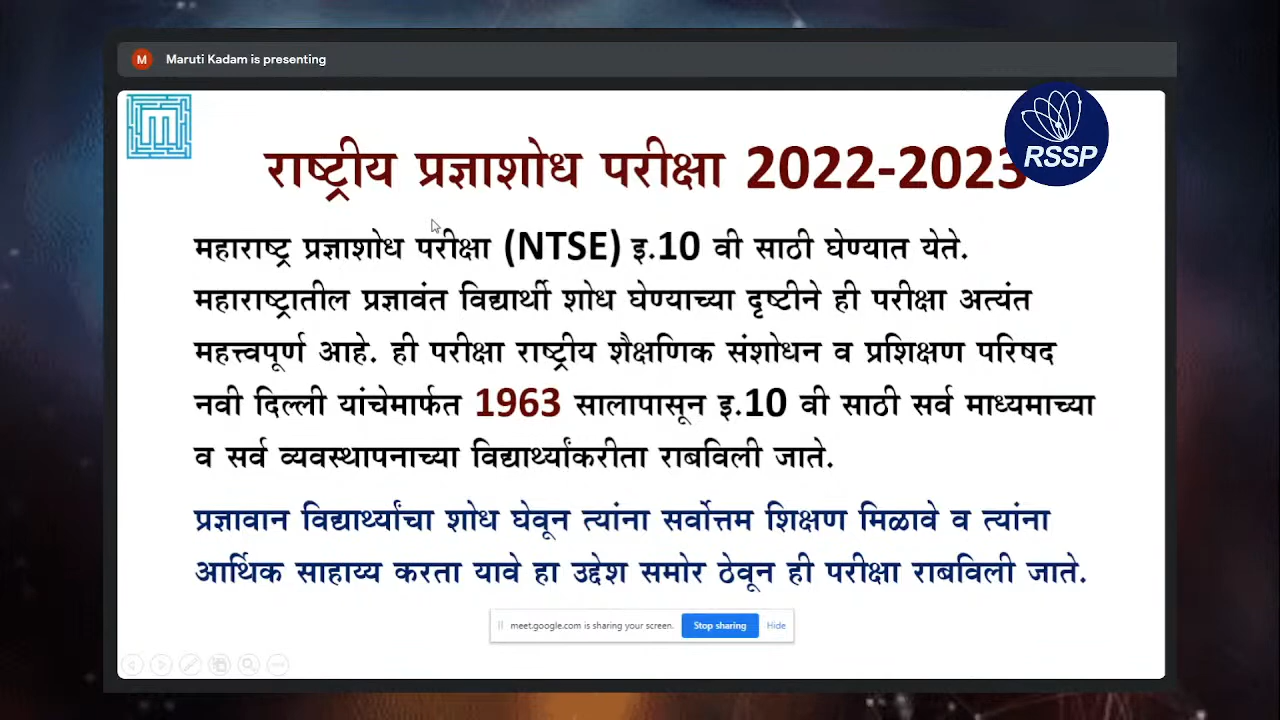 M Maruti Kadam is presenting
RSSP
राष्ट्रीय प्रज्ञाशोध परीक्षा 2022-2023
महाराष्ट्र प्रज्ञाशोध परीक्षा (NTSE) इ.10 वी साठी घेण्यात येते.
महाराष्ट्रातील प्रज्ञावंत विद्यार्थी शोध घेण्याच्या दृष्टीने ही परीक्षा अत्यंत
महत्त्वपूर्ण आहे. ही परीक्षा राष्ट्रीय शैक्षणिक संशोधन व प्रशिक्षण परिषद
नवी दिल्ली यांचेमार्फत 1963 सालापासून इ.10 वी साठी सर्व माध्यमाच्या
व सर्व व्यवस्थापनाच्या विद्यार्थ्यांकरीता राबविली जाते.
प्रज्ञावान विद्यार्थ्यांचा शोध घेवून त्यांना सर्वोत्तम शिक्षण मिळावे व त्यांना
आर्थिक साहाय्य करता यावे हा उद्देश समोर ठेवून ही परीक्षा राबविली जाते.
meet.google.com is sharing your screen. Stop sharing Hide